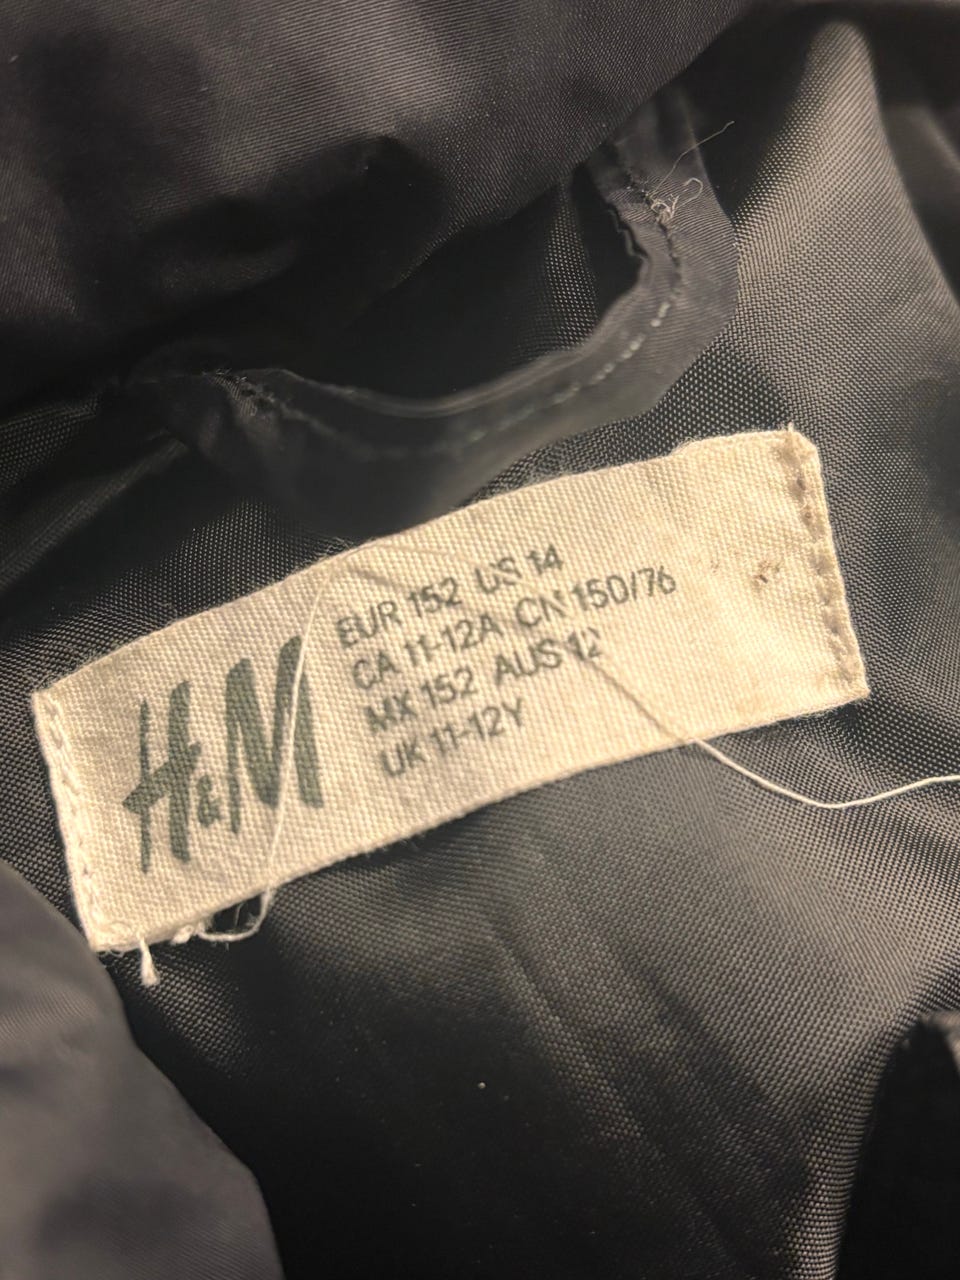 H&M
EUR 152 US 14
CA 11-12A CN 150/76
MX 152 AUS 12
UK 11-12Y